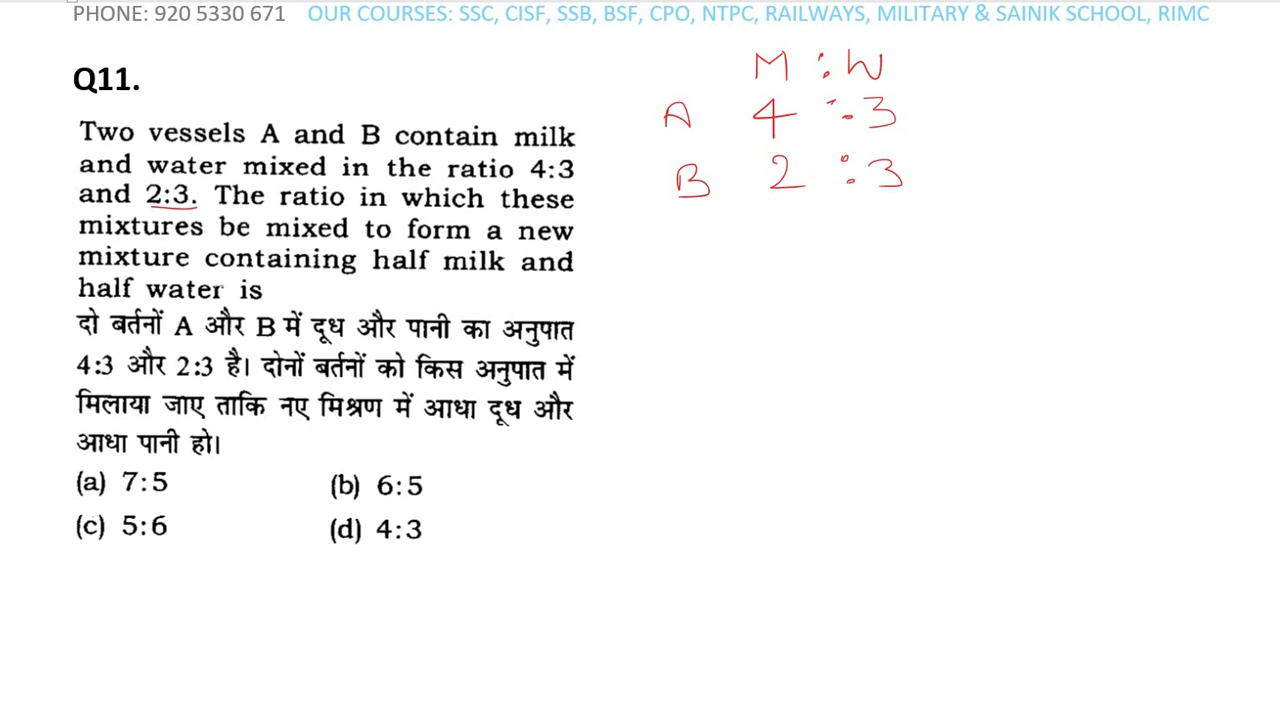 PHONE: 920 5330 671 OUR COURSES: SSC, CISF, SSB, BSF, CPO, NTPC, RAILWAYS, MILITARY & SAINIK SCHOOL, RIMC
Q11.
Two vessels A and B contain milk
and water mixed in the ratio 4:3
and 2:3. The ratio in which these
mixtures be mixed to form a new
mixture containing half milk and
half water is
दो बर्तनों A और B में दूध और पानी का अनुपात
4:3 और 2:3 है। दोनों बर्तनों को किस अनुपात में
मिलाया जाए ताकि नए मिश्रण में आधा दूध और
आधा पानी हो।
(a) 7:5 (b) 6:5
(c) 5:6 (d) 4:3
M : W
A 4 : 3
B 2 : 3